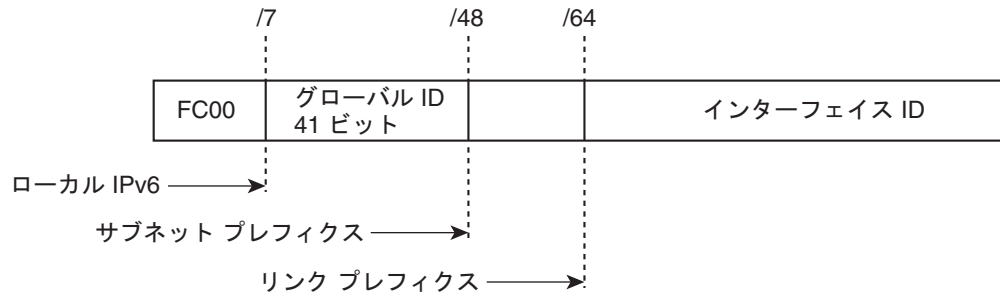 /7
/48
/64
FC00
グローバル ID
41 ビット
インターフェイス ID
ローカル IPv6
サブネット プレフィクス
リンク プレフィクス